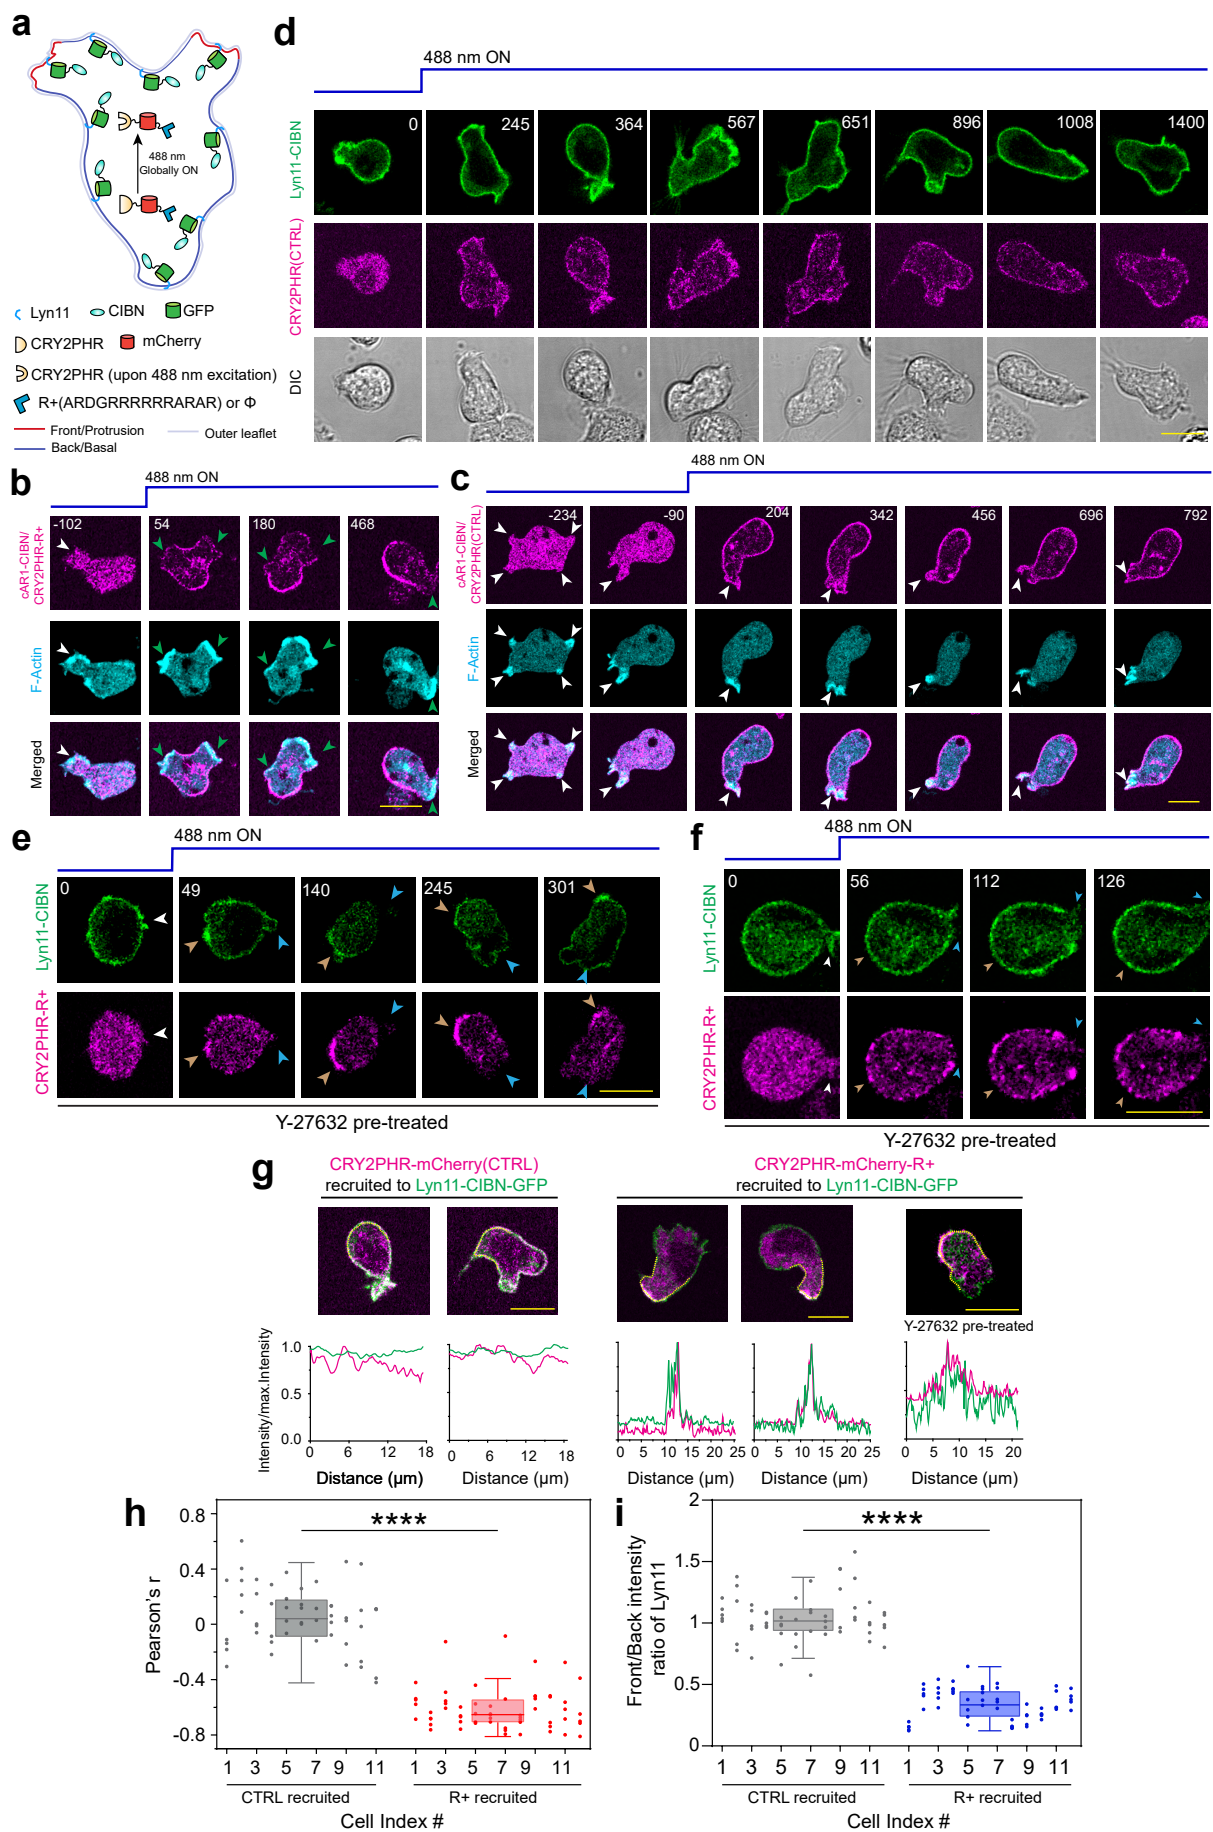 a
488 nm
Globally ON
Lyn11
CIBN
GFP
CRY2PHR
mCherry
CRY2PHR (upon 488 nm excitation)
R+(ARDGRRRRRRARAR) or Φ
Front/Protrusion
Outer leaflet
Back/Basal
d
488 nm ON
Lyn11-CIBN
0
245
364
567
651
896
1008
1400
CRY2PHR(CTRL)
DIC
b
488 nm ON
cAR1-CIBN/
CRY2PHR-R+
-102
54
180
468
F-Actin
Merged
c
488 nm ON
cAR1-CIBN/
CRY2PHR(CTRL)
-234
-90
204
342
456
696
792
F-Actin
Merged
e
488 nm ON
Lyn11-CIBN
0
49
140
245
301
CRY2PHR-R+
Y-27632 pre-treated
f
488 nm ON
Lyn11-CIBN
0
56
112
126
CRY2PHR-R+
Y-27632 pre-treated
g
CRY2PHR-mCherry(CTRL)
recruited to Lyn11-CIBN-GFP
CRY2PHR-mCherry-R+
recruited to Lyn11-CIBN-GFP
Y-27632 pre-treated
Intensity/max.Intensity
1.0
0.5
0.0
0 6 12 18
Distance (µm)
0 6 12 18
Distance (µm)
0 5 10 15 20 25
Distance (µm)
0 5 10 15 20 25
Distance (µm)
0 5 10 15 20
Distance (µm)
h
Pearson's r
0.8
0.4
0
-0.4
-0.8
****
1 3 5 7 9 11
1 3 5 7 9 11
CTRL recruited
R+ recruited
Cell Index #
i
Front/Back intensity
ratio of Lyn11
2
1.5
1
0.5
0
****
1 3 5 7 9 11
1 3 5 7 9 11
CTRL recruited
R+ recruited
Cell Index #